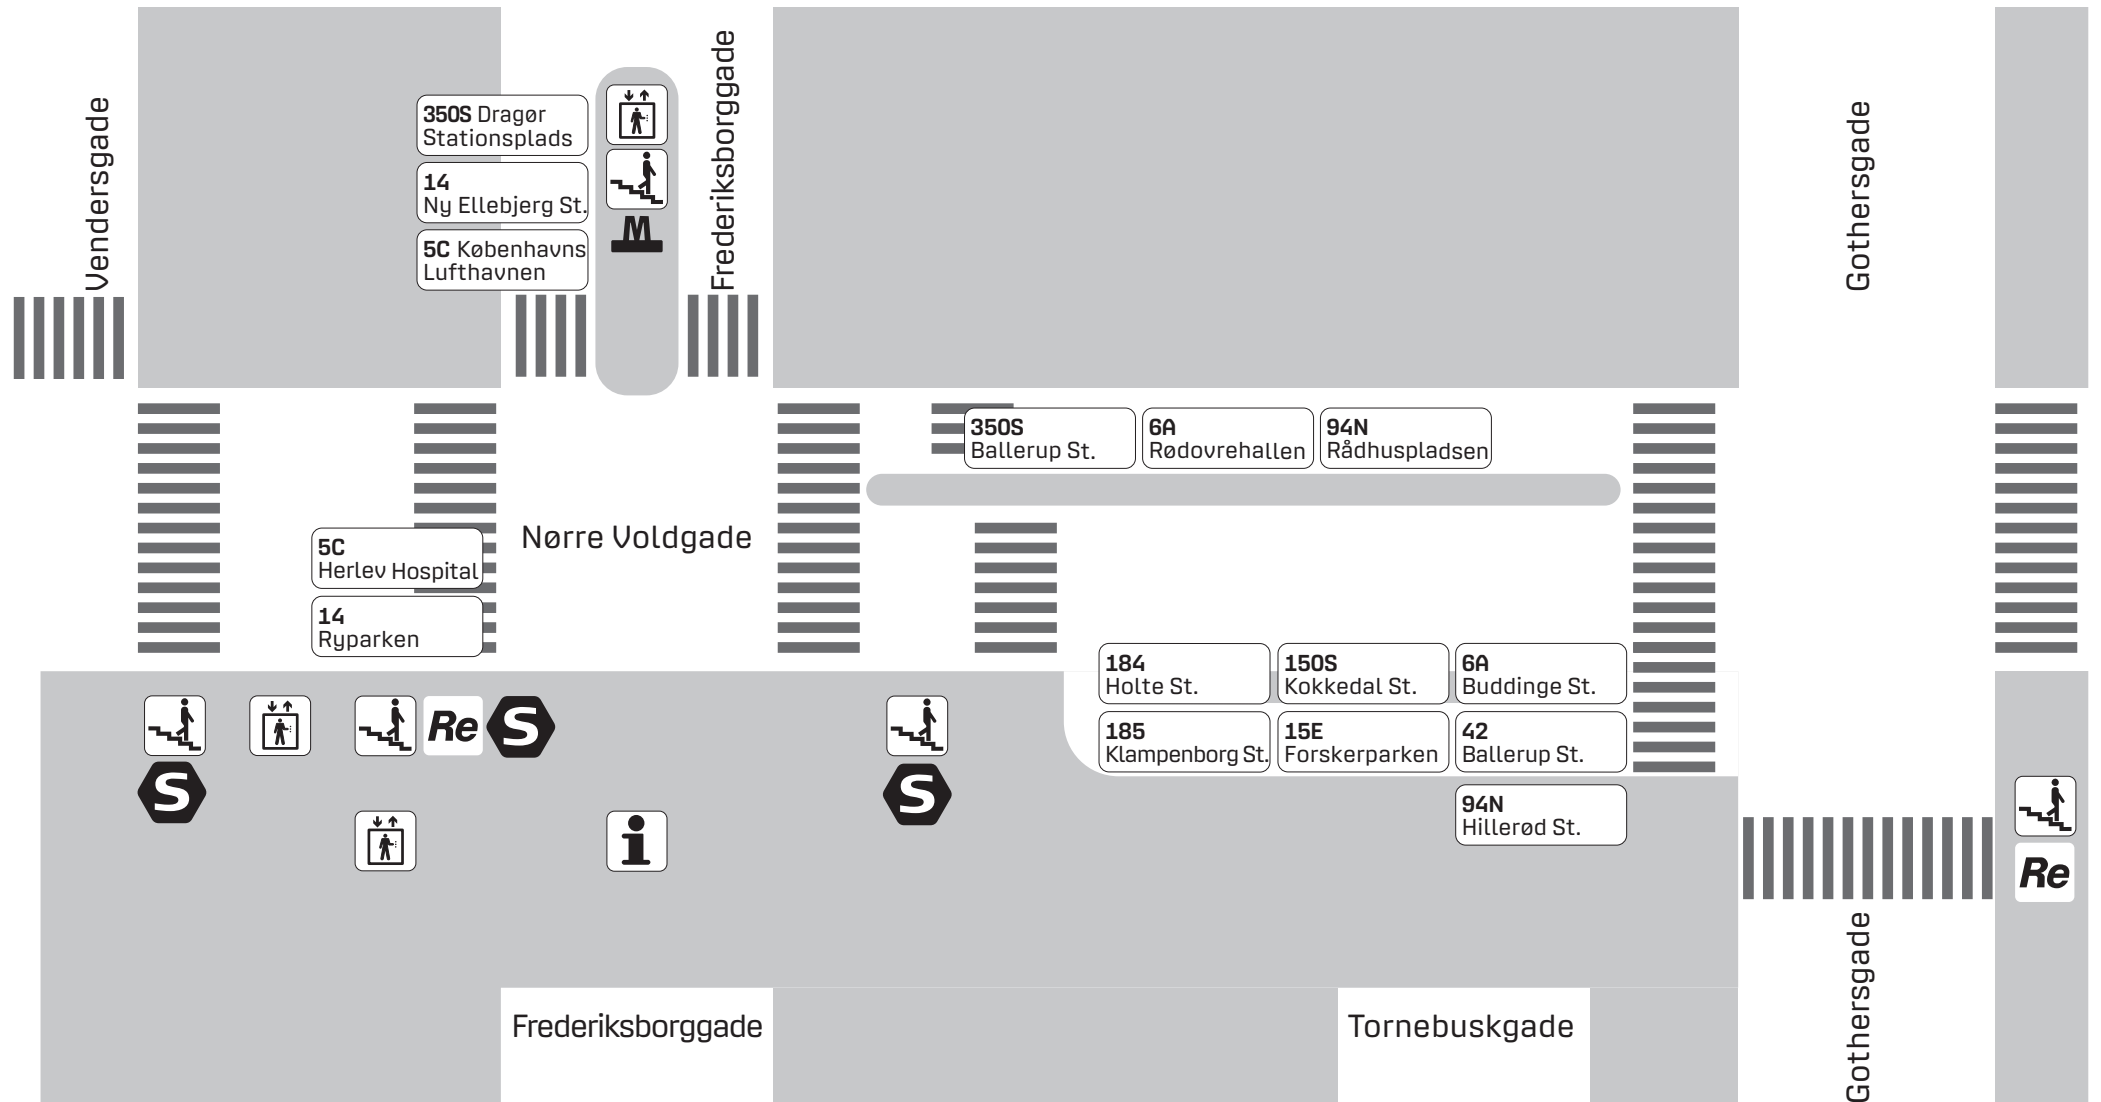 Vendersgade
350S Dragør
Stationsplads
14
Ny Ellebjerg St.
5C Københavns
Lufthavnen
M
Frederiksborggade
Gothersgade
350S
Ballerup St.
6A
Rødovrehallen
94N
Rådhuspladsen
Nørre Voldgade
5C
Herlev Hospital
14
Ryparken
184
Holte St.
150S
Kokkedal St.
6A
Buddinge St.
185
Klampenborg St.
15E
Forskerparken
42
Ballerup St.
94N
Hillerød St.
Re
S
S
S
i
Re
Frederiksborggade
Tornebuskgade
Gothersgade